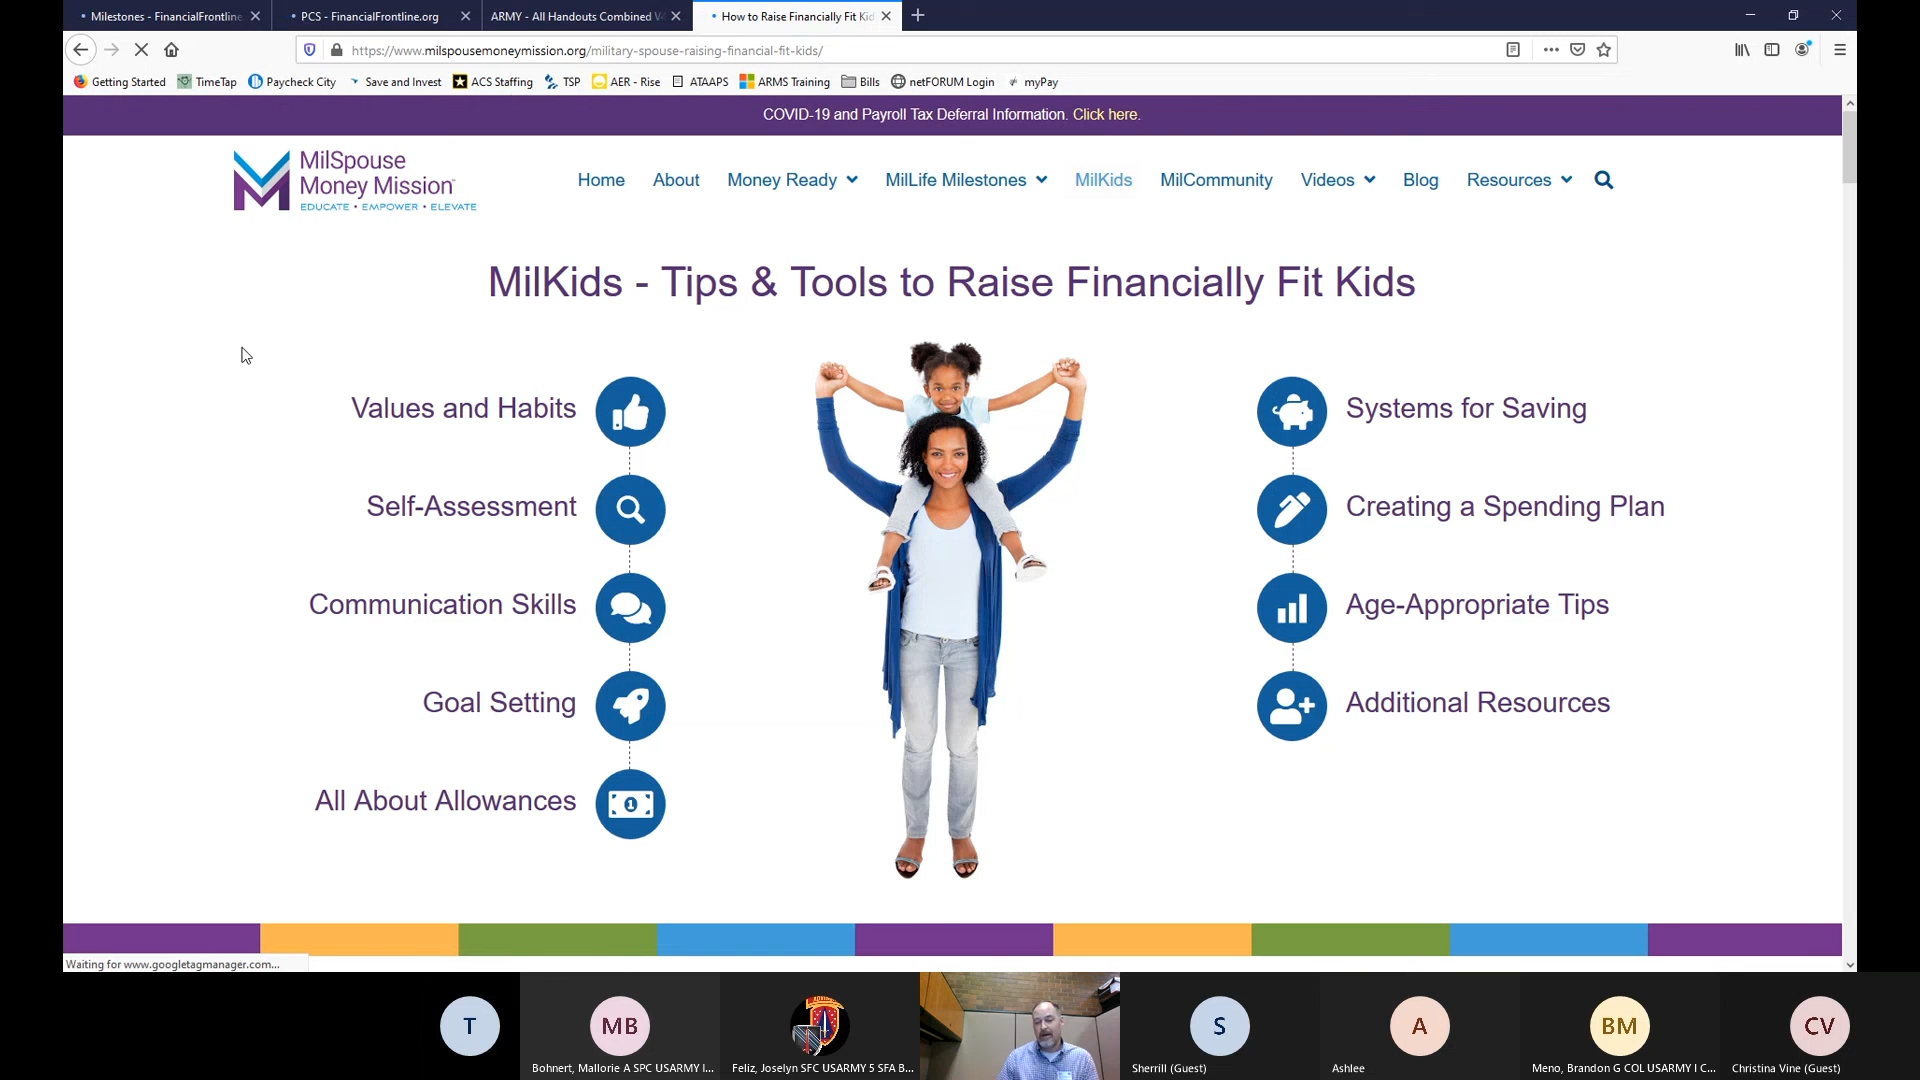 Milestones - FinancialFrontline
PCS - FinancialFrontline.org
ARMY - All Handouts Combined V4
How to Raise Financially Fit Kid
https://www.milspousemoneymission.org/military-spouse-raising-financial-fit-kids/
Getting Started
TimeTap
Paycheck City
Save and Invest
ACS Staffing
TSP
AER - Rise
ATAAPS
ARMS Training
Bills
netFORUM Login
myPay
COVID-19 and Payroll Tax Deferral Information. Click here.
MilSpouse
Money Mission
EDUCATE • EMPOWER • ELEVATE
Home
About
Money Ready
MilLife Milestones
MilKids
MilCommunity
Videos
Blog
Resources
MilKids - Tips & Tools to Raise Financially Fit Kids
Values and Habits
Self-Assessment
Communication Skills
Goal Setting
All About Allowances
1
Systems for Saving
Creating a Spending Plan
Age-Appropriate Tips
Additional Resources
Waiting for www.googletagmanager.com...
T
MB
S
A
BM
CV
Bohnert, Mallorie A SPC USARMY I...
Feliz, Joselyn SFC USARMY 5 SFA B...
Sherrill (Guest)
Ashlee
Meno, Brandon G COL USARMY I C...
Christina Vine (Guest)